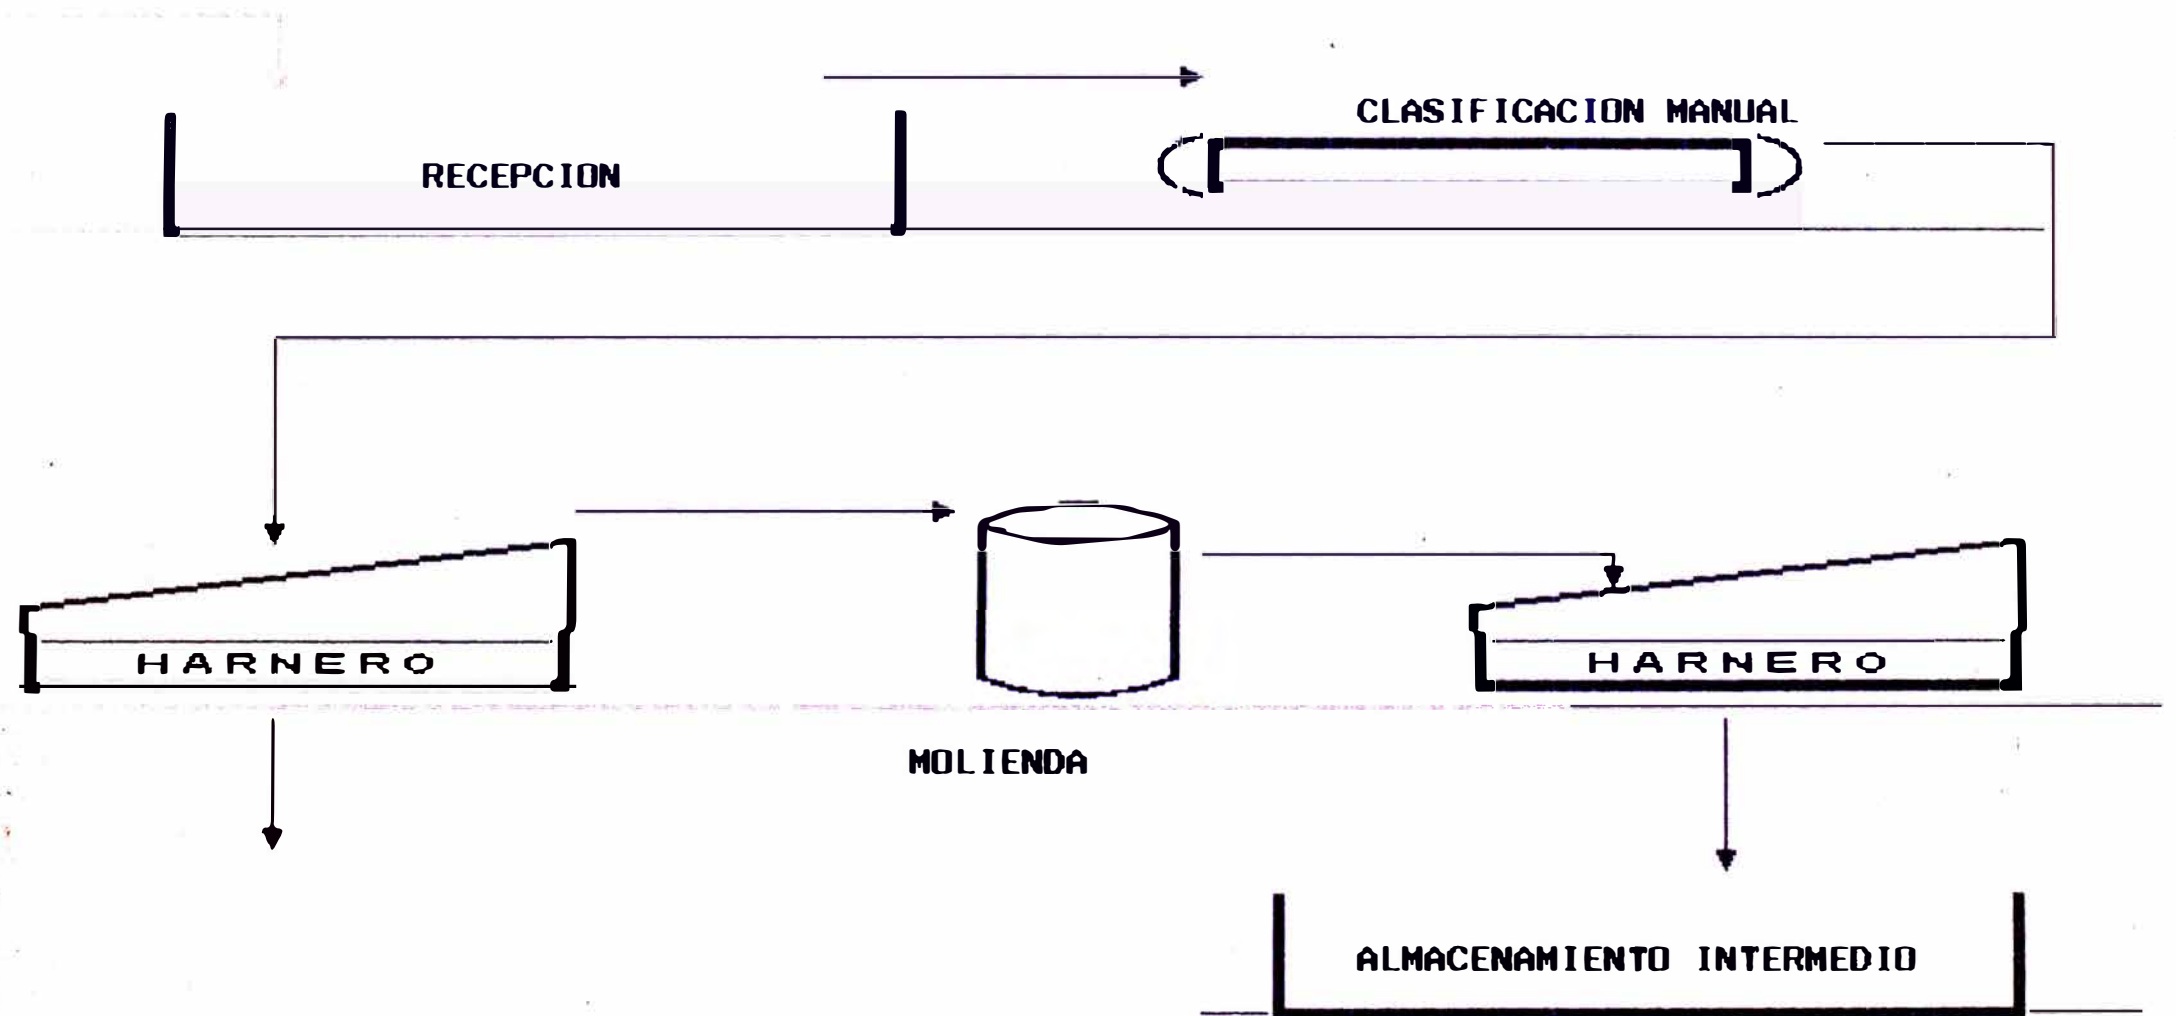 CLASIFICACION MANUAL
RECEPCION
HARNERO
HARNERO
MOLIENDA
ALMACENAMIENTO INTERMEDIO